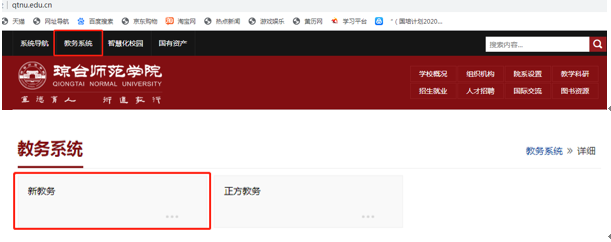 qtnu.edu.cn
天猫 网址导航 百度搜索 京东购物 淘宝网 热点新闻 游戏娱乐 董历网 学习平台 “（国培计划2020...
系统导航 教务系统 智慧化校园 国有资产 搜索内容...
琼台师范学院
QIONGTAI NORMAL UNIVERSITY
学校概况 组织机构 院系设置 教学科研
招生就业 人才招聘 国际交流 图书资源
教务系统
教务系统 » 详细
新教务 正方教务
...  ...